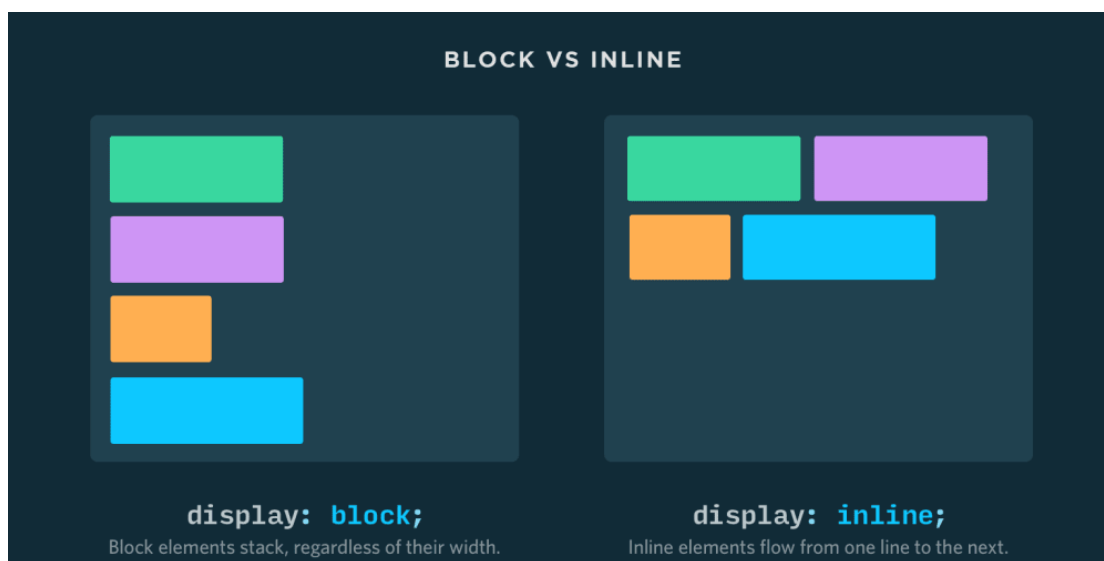 BLOCK VS INLINE
display: block;
Block elements stack, regardless of their width.
display: inline;
Inline elements flow from one line to the next.